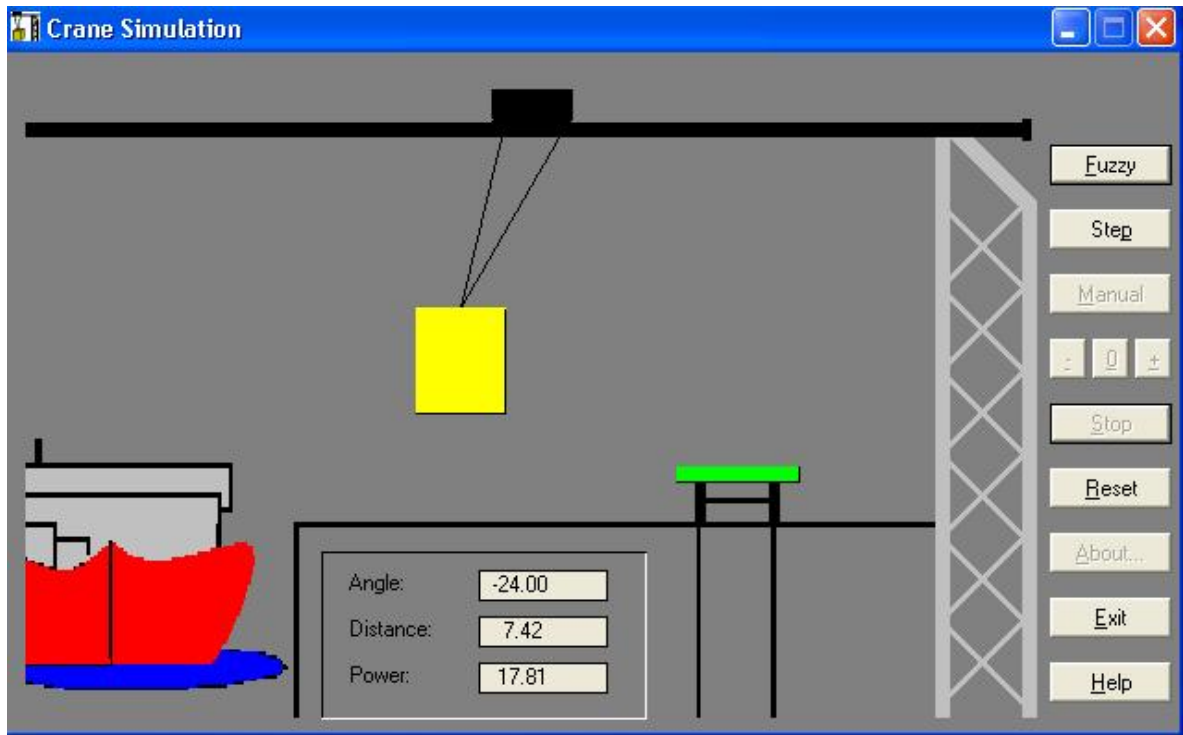 Crane Simulation
Fuzzy
Step
Manual
- 0 +
Stop
Reset
About...
Exit
Help
Angle: -24.00
Distance: 7.42
Power: 17.81